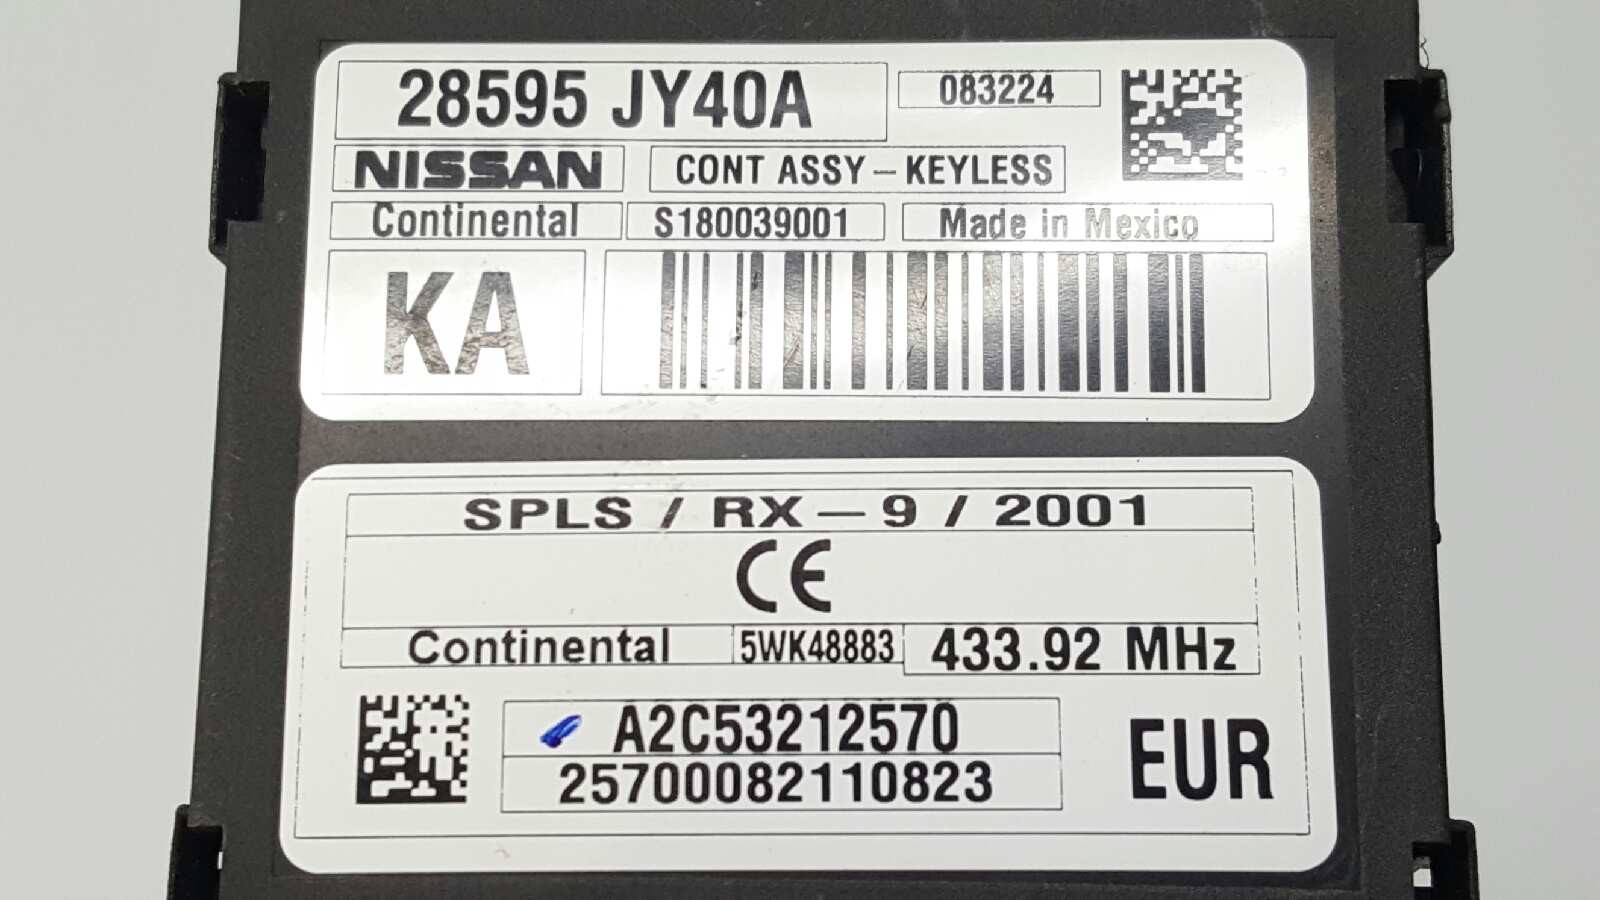 28595 JY40A
083224
NISSAN
CONT ASSY – KEYLESS
Continental
S180039001
Made in Mexico
KA
SPLS / RX – 9 / 2001
CE
Continental
5WK48883
433.92 MHz
A2C53212570
25700082110823
EUR